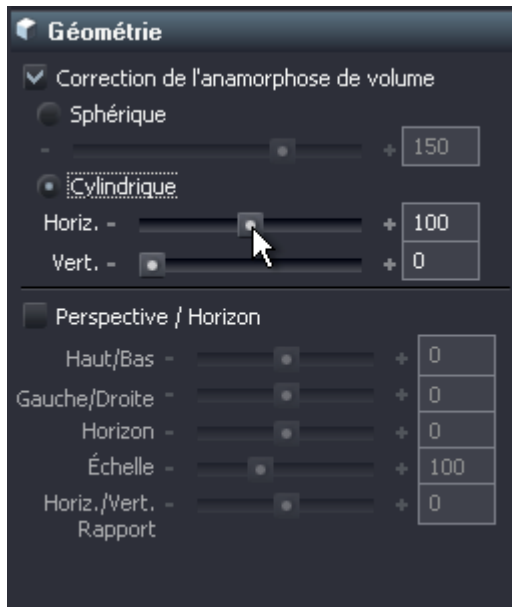 Géométrie
Correction de l'anamorphose de volume
Sphérique
- + 150
Cylindrique
Horiz. - + 100
Vert. - + 0
Perspective / Horizon
Haut/Bas - + 0
Gauche/Droite - + 0
Horizon - + 0
Échelle - + 100
Horiz./Vert. - + 0
Rapport